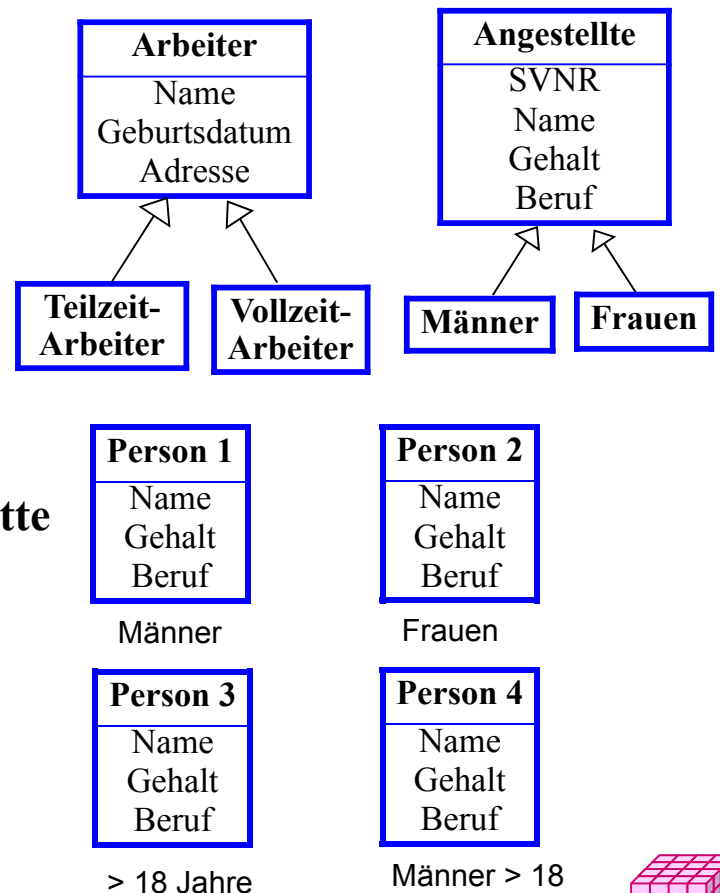 Arbeiter
Name
Geburtsdatum
Adresse
Angestellte
SVNR
Name
Gehalt
Beruf
Teilzeit-
Arbeiter
Vollzeit-
Arbeiter
Männer
Frauen
tte
Person 1
Name
Gehalt
Beruf
Männer
Person 2
Name
Gehalt
Beruf
Frauen
Person 3
Name
Gehalt
Beruf
> 18 Jahre
Person 4
Name
Gehalt
Beruf
Männer > 18